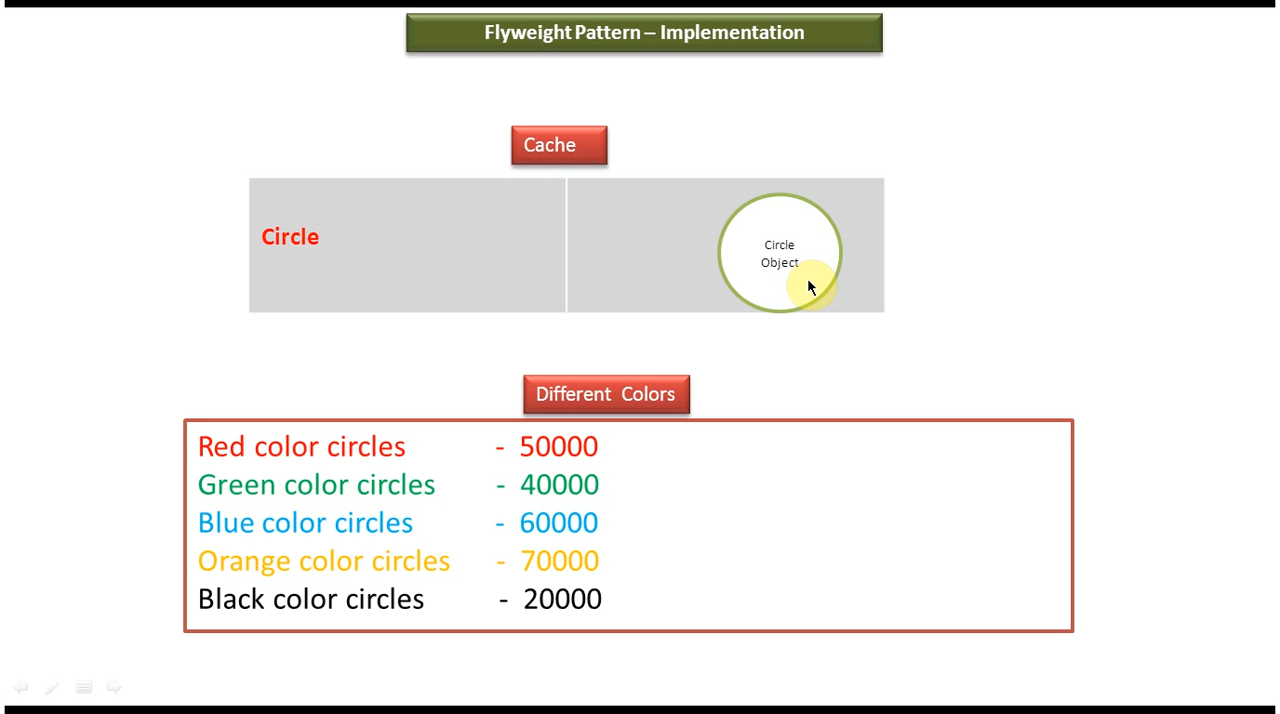 Flyweight Pattern – Implementation
Cache
Circle
Circle
Object
Different Colors
Red color circles - 50000
Green color circles - 40000
Blue color circles - 60000
Orange color circles - 70000
Black color circles - 20000